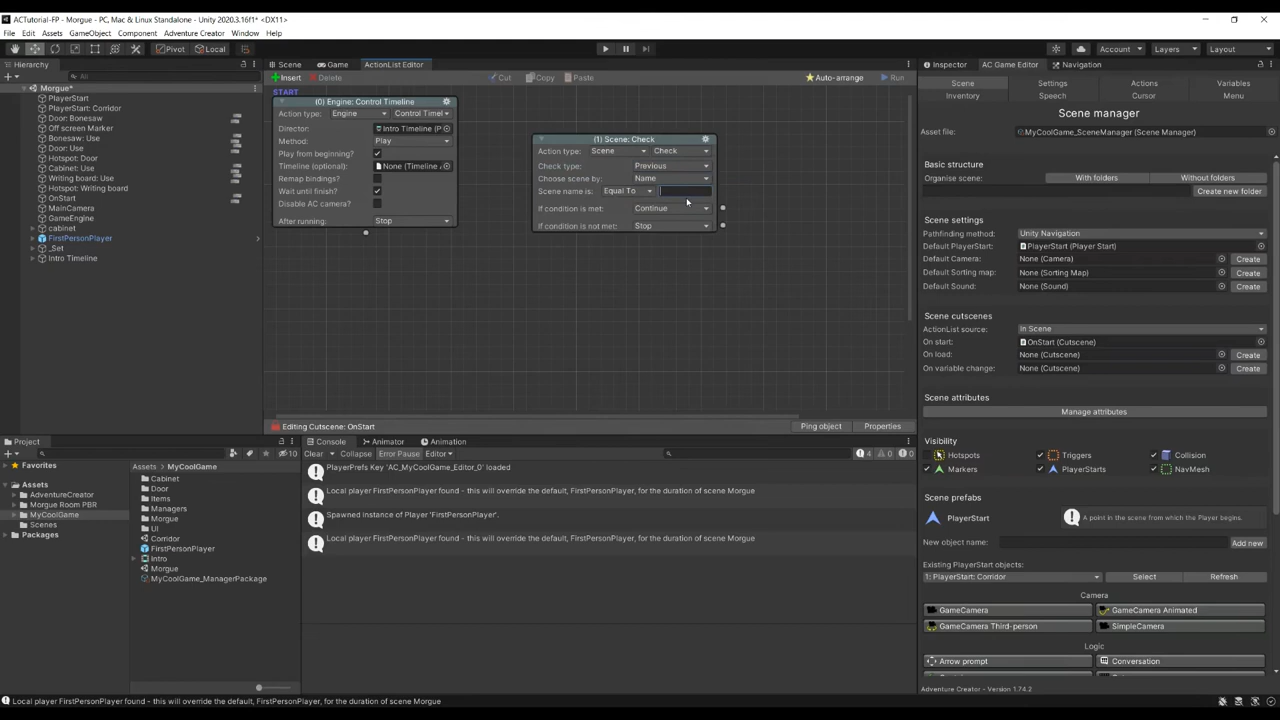 ACTutorial-FP - Morgue - PC, Mac & Linux Standalone - Unity 2020.3.16f1* <DX11>
File Edit Assets GameObject Component Adventure Creator Window Help
Pivot Local Account Layers Layout
Hierarchy
All
Morgue*
PlayerStart
PlayerStart: Corridor
Door: Bonesaw
Off screen Marker
Bonesaw: Use
Door: Use
Hotspot: Door
Cabinet: Use
Writing board: Use
Hotspot: Writing board
OnStart
MainCamera
GameEngine
cabinet
FirstPersonPlayer
_Set
Intro Timeline
Scene Game ActionList Editor
Insert Delete Cut Copy Paste Auto-arrange Run
START
(0) Engine: Control Timeline
Action type: Engine Control Timel
Director: Intro Timeline (P
Method: Play
Play from beginning?
Timeline (optional): None (Timeline
Remap bindings?
Wait until finish?
Disable AC camera?
After running: Stop
(1) Scene: Check
Action type: Scene Check
Check type: Previous
Choose scene by: Name
Scene name is: Equal To
If condition is met: Continue
If condition is not met: Stop
Editing Cutscene: OnStart Ping object Properties
Project
10
Favorites
Assets
AdventureCreator
Morgue Room PBR
MyCoolGame
Scenes
Packages
Assets > MyCoolGame
Cabinet
Door
Items
Managers
Morgue
UI
Corridor
FirstPersonPlayer
Intro
Morgue
MyCoolGame_ManagerPackage
Console Animator Animation
Clear Collapse Error Pause Editor 4 0 0
PlayerPrefs Key 'AC_MyCoolGame_Editor_0' loaded
Local player FirstPersonPlayer found - this will override the default, FirstPersonPlayer, for the duration of scene Morgue
Spawned instance of Player 'FirstPersonPlayer'.
Local player FirstPersonPlayer found - this will override the default, FirstPersonPlayer, for the duration of scene Morgue
Inspector AC Game Editor Navigation
Scene Settings Actions Variables
Inventory Speech Cursor Menu
Scene manager
Asset file: MyCoolGame_SceneManager (Scene Manager)
Basic structure
Organise scene: With folders Without folders
Create new folder
Scene settings
Pathfinding method: Unity Navigation
Default PlayerStart: PlayerStart (Player Start)
Default Camera: None (Camera) Create
Default Sorting map: None (Sorting Map) Create
Default Sound: None (Sound) Create
Scene cutscenes
ActionList source: In Scene
On start: OnStart (Cutscene)
On load: None (Cutscene) Create
On variable change: None (Cutscene) Create
Scene attributes
Manage attributes
Visibility
Hotspots Triggers Collision
Markers PlayerStarts NavMesh
Scene prefabs
PlayerStart A point in the scene from which the Player begins.
New object name: Add new
Existing PlayerStart objects:
1: PlayerStart: Corridor Select Refresh
Camera
GameCamera GameCamera Animated
GameCamera Third-person SimpleCamera
Logic
Arrow prompt Conversation
Adventure Creator - Version 1.74.2
Local player FirstPersonPlayer found - this will override the default, FirstPersonPlayer, for the duration of scene Morgue